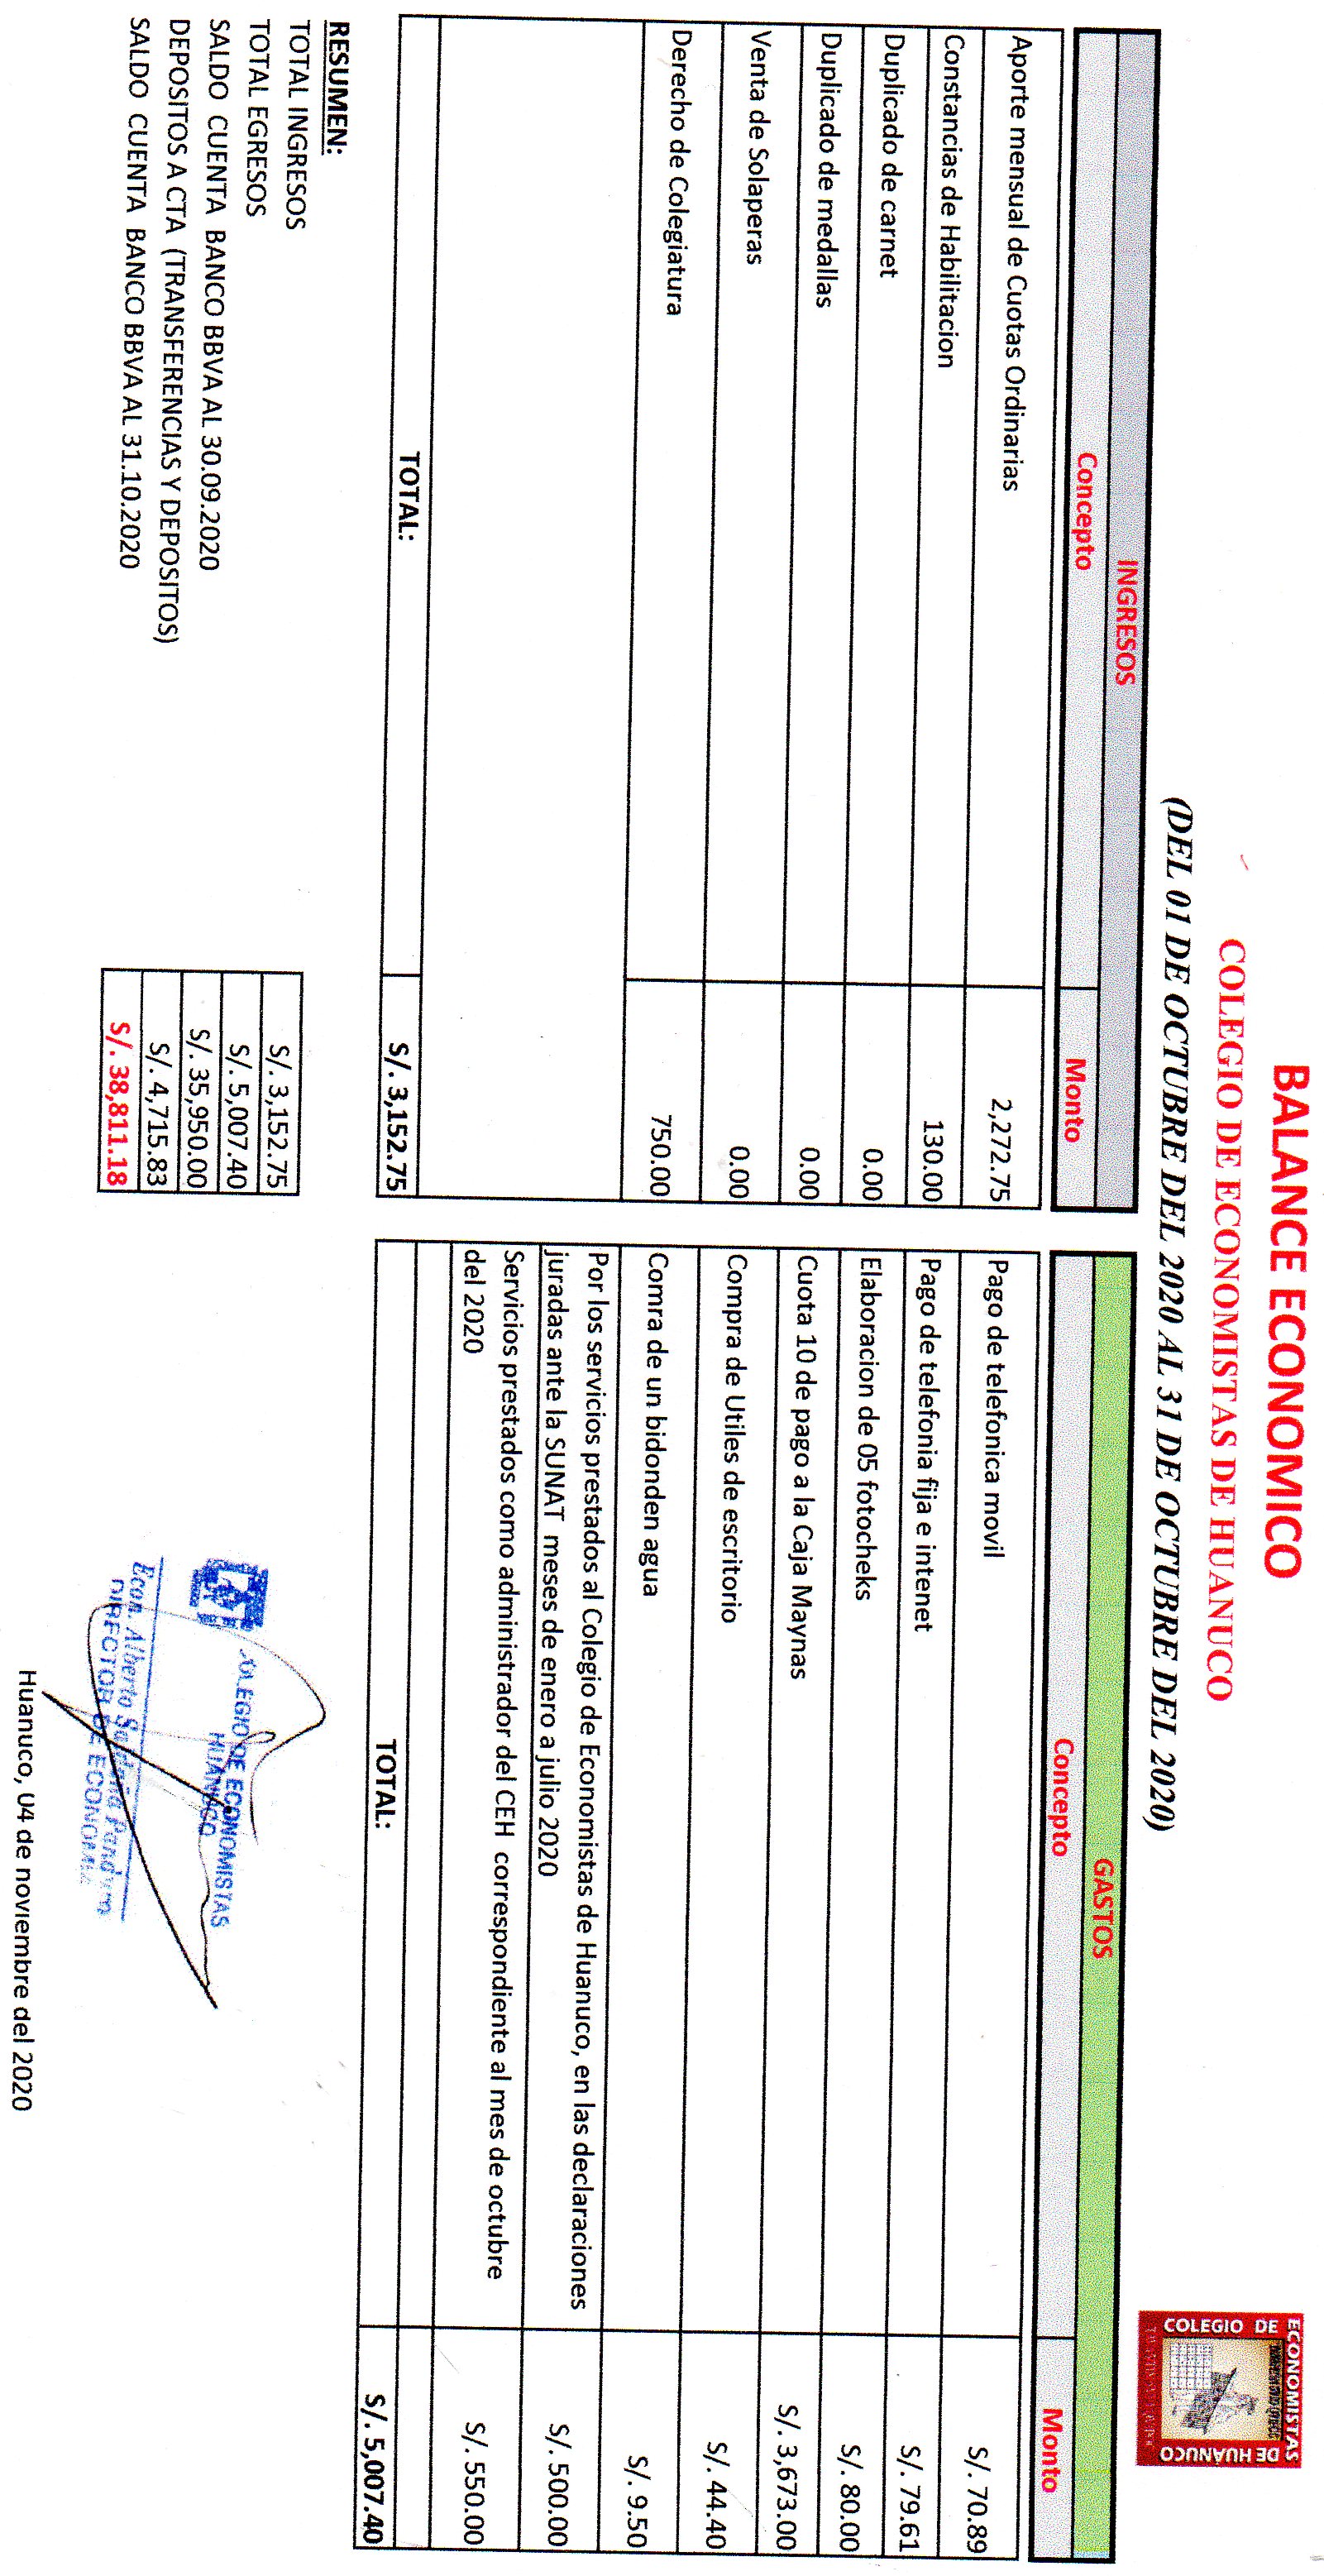 BALANCE ECONOMICO
COLEGIO DE ECONOMISTAS DE HUANUCO
(DEL 01 DE OCTUBRE DEL 2020 AL 31 DE OCTUBRE DEL 2020)
ECONOMISTAS
COLEGIO DE
DE HUANUCO
INGRESOS
Concepto Monto
Aporte mensual de Cuotas Ordinarias 2,272.75
Constancias de Habilitacion 130.00
Duplicado de carnet 0.00
Duplicado de medallas 0.00
Venta de Solaperas 0.00
Derecho de Colegiatura 750.00
TOTAL: S/. 3,152.75
GASTOS
Concepto Monto
Pago de telefonica movil S/. 70.89
Pago de telefonia fija e intenet S/. 79.61
Elaboracion de 05 fotocheks S/. 80.00
Cuota 10 de pago a la Caja Maynas S/. 3,673.00
Compra de Utiles de escritorio S/. 44.40
Comra de un bidonden agua S/. 9.50
Por los servicios prestados al Colegio de Economistas de Huanuco, en las declaraciones
juradas ante la SUNAT meses de enero a julio 2020 S/. 500.00
Servicios prestados como administrador del CEH correspondiente al mes de octubre
del 2020 S/. 550.00
TOTAL: S/. 5,007.40
RESUMEN:
TOTAL INGRESOS S/. 3,152.75
TOTAL EGRESOS S/. 5,007.40
SALDO CUENTA BANCO BBVA AL 30.09.2020 S/. 35,950.00
DEPOSITOS A CTA (TRANSFERENCIAS Y DEPOSITOS) S/. 4,715.83
SALDO CUENTA BANCO BBVA AL 31.10.2020 S/. 38,811.18
COLEGIO DE ECONOMISTAS
HUANUCO
Econ. Alberto Saldaña Panduro
DIRECTOR DE ECONOMIA
Huanuco, 04 de noviembre del 2020